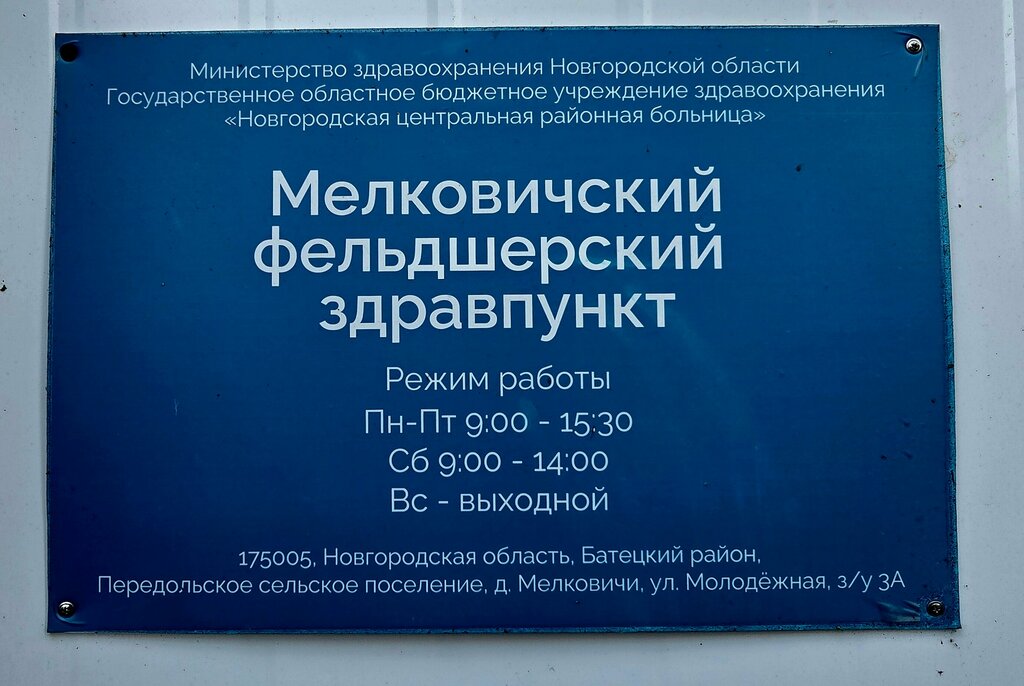 Министерство здравоохранения Новгородской области
Государственное областное бюджетное учреждение здравоохранения
«Новгородская центральная районная больница»
Мелковичский
фельдшерский
здравпункт
Режим работы
Пн-Пт 9:00 - 15:30
Сб 9:00 - 14:00
Вс - выходной
175005, Новгородская область, Батецкий район,
Передольское сельское поселение, д. Мелковичи, ул. Молодёжная, з/у 3А